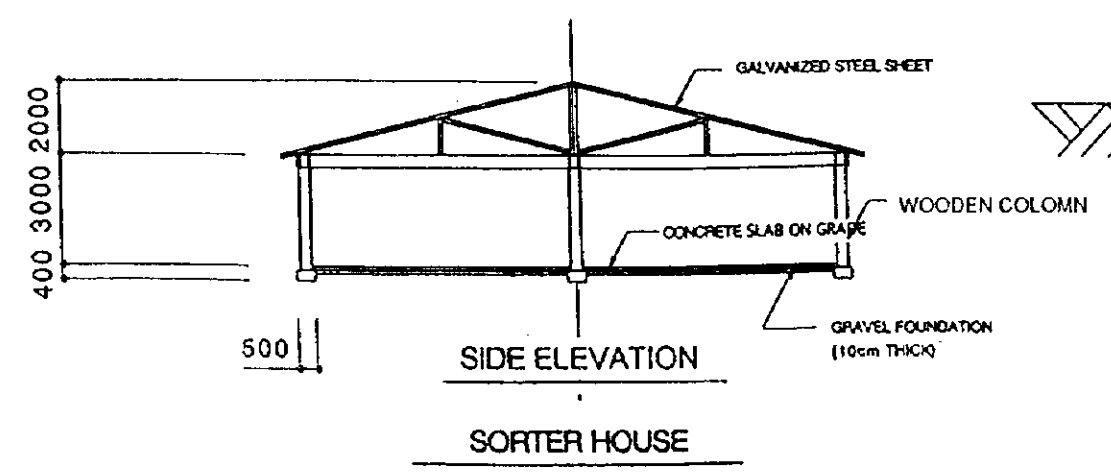 GALVANIZED STEEL SHEET
2000
3000
400
WOODEN COLOMN
CONCRETE SLAB ON GRADE
GRAVEL FOUNDATION
(10cm THICK)
500
SIDE ELEVATION
SORTER HOUSE